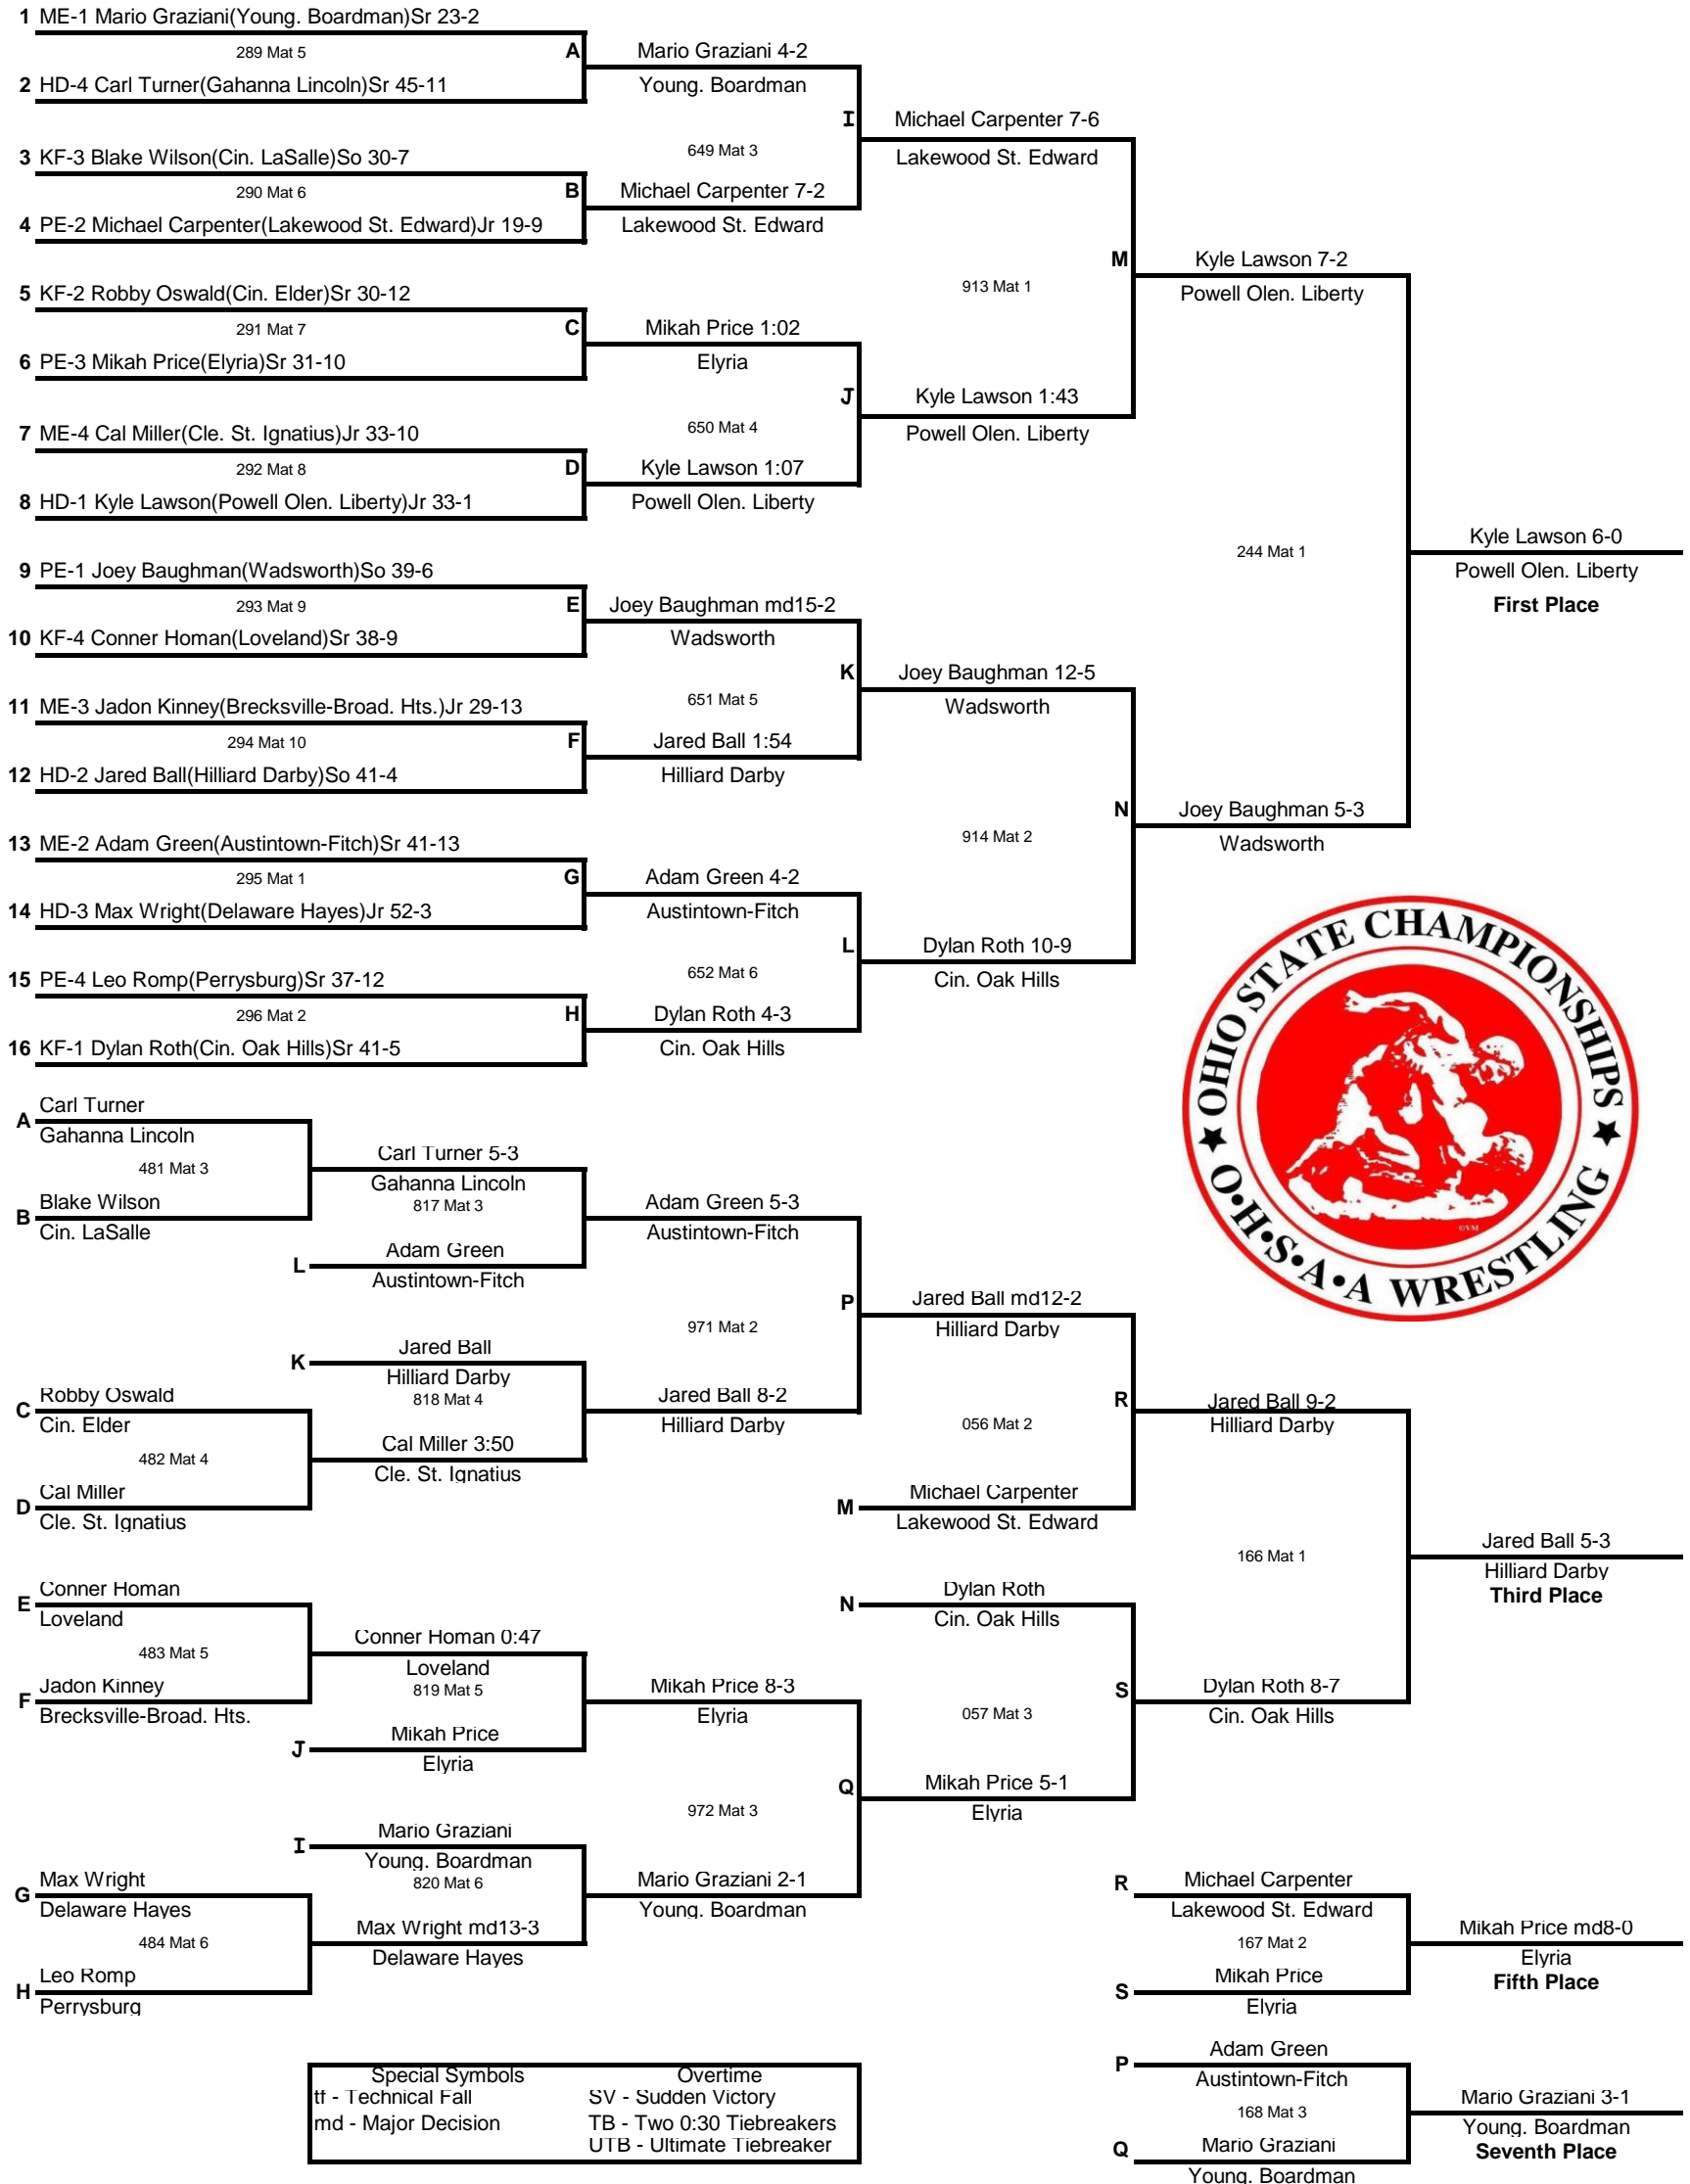 1 ME-1 Mario Graziani(Young. Boardman)Sr 23-2
289 Mat 5
A
Mario Graziani 4-2
2 HD-4 Carl Turner(Gahanna Lincoln)Sr 45-11
Young. Boardman
I
Michael Carpenter 7-6
3 KF-3 Blake Wilson(Cin. LaSalle)So 30-7
649 Mat 3
Lakewood St. Edward
290 Mat 6
B
Michael Carpenter 7-2
4 PE-2 Michael Carpenter(Lakewood St. Edward)Jr 19-9
Lakewood St. Edward
M
Kyle Lawson 7-2
5 KF-2 Robby Oswald(Cin. Elder)Sr 30-12
913 Mat 1
Powell Olen. Liberty
291 Mat 7
C
Mikah Price 1:02
6 PE-3 Mikah Price(Elyria)Sr 31-10
Elyria
J
Kyle Lawson 1:43
7 ME-4 Cal Miller(Cle. St. Ignatius)Jr 33-10
650 Mat 4
Powell Olen. Liberty
292 Mat 8
D
Kyle Lawson 1:07
8 HD-1 Kyle Lawson(Powell Olen. Liberty)Jr 33-1
Powell Olen. Liberty
244 Mat 1
Kyle Lawson 6-0
9 PE-1 Joey Baughman(Wadsworth)So 39-6
Powell Olen. Liberty
293 Mat 9
E
Joey Baughman md15-2
First Place
10 KF-4 Conner Homan(Loveland)Sr 38-9
Wadsworth
K
Joey Baughman 12-5
11 ME-3 Jadon Kinney(Brecksville-Broad. Hts.)Jr 29-13
651 Mat 5
Wadsworth
294 Mat 10
F
Jared Ball 1:54
12 HD-2 Jared Ball(Hilliard Darby)So 41-4
Hilliard Darby
N
Joey Baughman 5-3
13 ME-2 Adam Green(Austintown-Fitch)Sr 41-13
914 Mat 2
Wadsworth
295 Mat 1
G
Adam Green 4-2
14 HD-3 Max Wright(Delaware Hayes)Jr 52-3
Austintown-Fitch
L
Dylan Roth 10-9
15 PE-4 Leo Romp(Perrysburg)Sr 37-12
652 Mat 6
Cin. Oak Hills
296 Mat 2
H
Dylan Roth 4-3
16 KF-1 Dylan Roth(Cin. Oak Hills)Sr 41-5
Cin. Oak Hills
★ OHIO STATE CHAMPIONSHIPS ★
O•H•S•A•A WRESTLING
©VM
A
Carl Turner
Gahanna Lincoln
481 Mat 3
Carl Turner 5-3
Gahanna Lincoln
B
Blake Wilson
Cin. LaSalle
817 Mat 3
Adam Green 5-3
Austintown-Fitch
L
Adam Green
Austintown-Fitch
P
Jared Ball md12-2
Hilliard Darby
971 Mat 2
K
Jared Ball
Hilliard Darby
C
Robby Oswald
Cin. Elder
818 Mat 4
Jared Ball 8-2
Hilliard Darby
R
Jared Ball 9-2
Hilliard Darby
056 Mat 2
482 Mat 4
Cal Miller 3:50
Cle. St. Ignatius
D
Cal Miller
Cle. St. Ignatius
M
Michael Carpenter
Lakewood St. Edward
166 Mat 1
Jared Ball 5-3
Hilliard Darby
Third Place
E
Conner Homan
Loveland
N
Dylan Roth
Cin. Oak Hills
483 Mat 5
Conner Homan 0:47
Loveland
F
Jadon Kinney
Brecksville-Broad. Hts.
819 Mat 5
Mikah Price 8-3
Elyria
057 Mat 3
S
Dylan Roth 8-7
Cin. Oak Hills
J
Mikah Price
Elyria
Q
Mikah Price 5-1
Elyria
972 Mat 3
I
Mario Graziani
Young. Boardman
G
Max Wright
Delaware Hayes
820 Mat 6
Mario Graziani 2-1
Young. Boardman
R
Michael Carpenter
Lakewood St. Edward
484 Mat 6
Max Wright md13-3
Delaware Hayes
167 Mat 2
Mikah Price md8-0
Elyria
Fifth Place
H
Leo Romp
Perrysburg
S
Mikah Price
Elyria
P
Adam Green
Austintown-Fitch
Special Symbols
Overtime
tf - Technical Fall
SV - Sudden Victory
md - Major Decision
TB - Two 0:30 Tiebreakers
UTB - Ultimate Tiebreaker
168 Mat 3
Mario Graziani 3-1
Young. Boardman
Seventh Place
Q
Mario Graziani
Young. Boardman